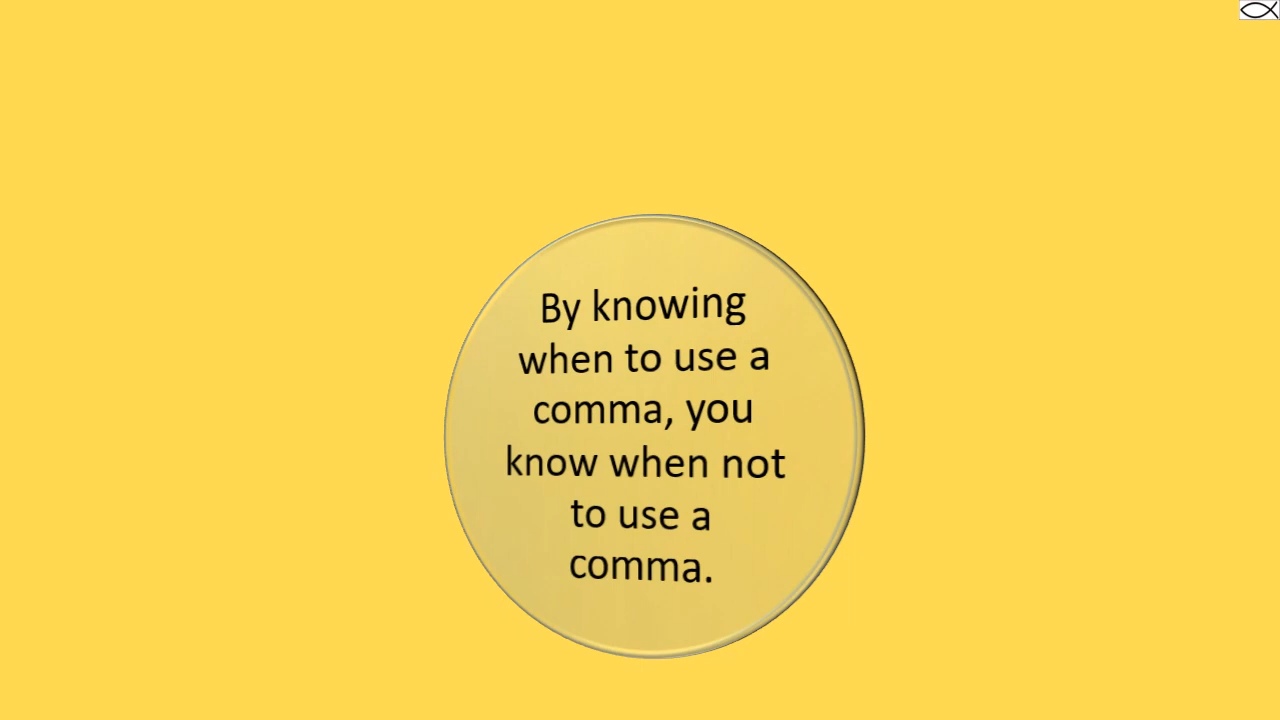 By knowing
when to use a
comma, you
know when not
to use a
comma.